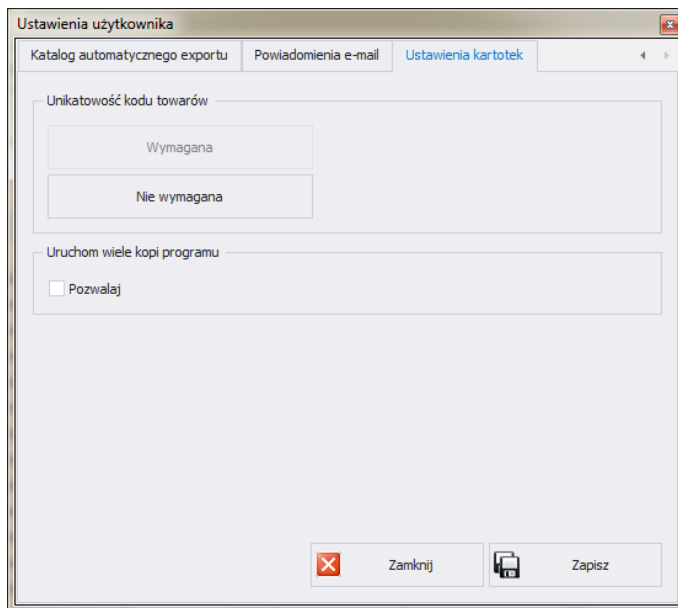 Ustawienia użytkownika
Katalog automatycznego exportu Powiadomienia e-mail Ustawienia kartotek
Unikatowość kodu towarów
Wymagana
Nie wymagana
Uruchom wiele kopi programu
Pozwalaj
Zamknij Zapisz